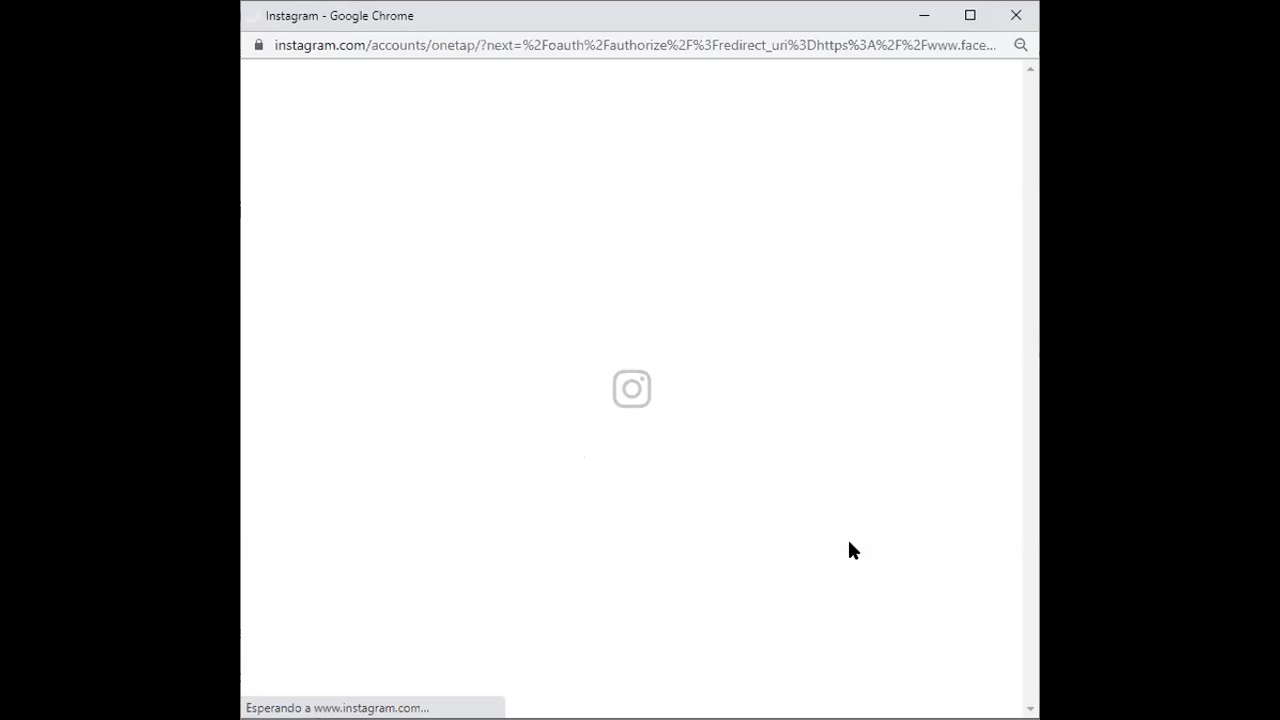 Instagram - Google Chrome
instagram.com/accounts/onetap/?next=%2Foauth%2Fauthorize%2F%3Fredirect_uri%3Dhttps%3A%2F%2Fwww.face...
Esperando a www.instagram.com...